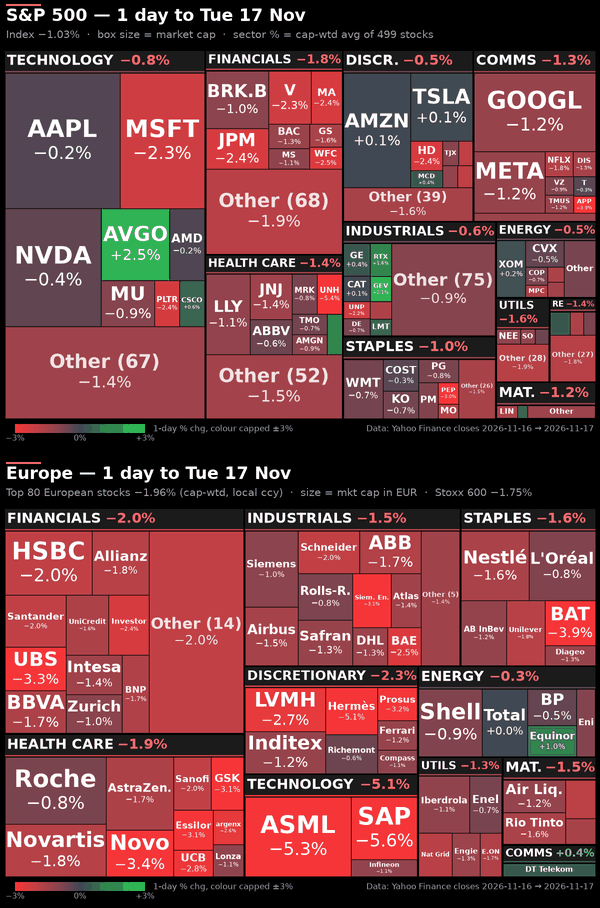 S&P 500 — 1 day to Tue 17 Nov
Index −1.03% · box size = market cap · sector % = cap-wtd avg of 499 stocks
TECHNOLOGY −0.8%
AAPL
−0.2%
MSFT
−2.3%
NVDA
−0.4%
AVGO
+2.5%
AMD
−0.2%
MU
−0.9%
PLTR
−2.4%
CSCO
+0.6%
Other (67)
−1.4%
FINANCIALS −1.8%
BRK.B
−1.0%
V
−2.3%
MA
−2.4%
JPM
−2.4%
BAC
−1.3%
GS
−1.6%
MS
−1.1%
WFC
−2.5%
Other (68)
−1.9%
HEALTH CARE −1.4%
LLY
−1.1%
JNJ
−1.4%
MRK
−0.8%
UNH
−5.4%
ABBV
−0.6%
TMO
−0.7%
AMGN
−0.9%
Other (52)
−1.5%
DISCR. −0.5%
AMZN
+0.1%
TSLA
+0.1%
HD
−2.4%
TJX
MCD
+0.4%
Other (39)
−1.6%
COMMS −1.3%
GOOGL
−1.2%
META
−1.2%
NFLX
−1.8%
DIS
−1.3%
VZ
−0.9%
T
−0.3%
TMUS
−1.2%
APP
−3.9%
INDUSTRIALS −0.6%
GE
+0.4%
RTX
+1.4%
CAT
+0.1%
GEV
+2.1%
UNP
−2.2%
DE
−0.7%
LMT
Other (75)
−0.9%
STAPLES −1.0%
WMT
−0.7%
COST
−0.3%
PG
−0.8%
KO
−0.7%
PM
PEP
−3.0%
MO
Other (26)
−1.5%
ENERGY −0.5%
XOM
+0.2%
CVX
−0.5%
COP
−0.7%
MPC
Other
UTILS
−1.6%
NEE
SO
Other (28)
−1.9%
RE −1.4%
Other (27)
−1.8%
MAT. −1.2%
LIN
Other
−3%
0%
+3%
1-day % chg, colour capped ±3%
Data: Yahoo Finance closes 2026-11-16 → 2026-11-17
Europe — 1 day to Tue 17 Nov
Top 80 European stocks −1.96% (cap-wtd, local ccy) · size = mkt cap in EUR · Stoxx 600 −1.75%
FINANCIALS −2.0%
HSBC
−2.0%
Allianz
−1.8%
Santander
−2.0%
UniCredit
−1.6%
Investor
−2.4%
UBS
−3.3%
Intesa
−1.4%
BNP
−1.7%
BBVA
−1.7%
Zurich
−1.0%
Other (14)
−2.0%
HEALTH CARE −1.9%
Roche
−0.8%
AstraZen.
−1.7%
Sanofi
−2.0%
GSK
−3.1%
Novartis
−1.8%
Novo
−3.4%
Essilor
−3.1%
argenx
−2.6%
UCB
−2.8%
Lonza
−1.1%
INDUSTRIALS −1.5%
Siemens
−1.0%
Schneider
−2.0%
ABB
−1.7%
Rolls-R.
−0.8%
Siem. En.
−3.1%
Atlas
−1.4%
Other (5)
−1.4%
Airbus
−1.5%
Safran
−1.3%
DHL
−1.3%
BAE
−2.5%
DISCRETIONARY −2.3%
LVMH
−2.7%
Hermès
−5.1%
Prosus
−3.2%
Ferrari
−1.2%
Inditex
−1.2%
Richemont
−0.6%
Compass
−1.1%
TECHNOLOGY −5.1%
ASML
−5.3%
SAP
−5.6%
Infineon
−1.1%
STAPLES −1.6%
Nestlé
−1.6%
L'Oréal
−0.8%
AB InBev
−1.2%
Unilever
−1.8%
BAT
−3.9%
Diageo
−1.3%
ENERGY −0.3%
Shell
−0.9%
Total
+0.0%
BP
−0.5%
Equinor
+1.0%
Eni
UTILS −1.3%
Iberdrola
−1.1%
Enel
−0.7%
Nat Grid
Engie
−1.3%
E.ON
−1.7%
MAT. −1.5%
Air Liq.
−1.2%
Rio Tinto
−1.6%
COMMS +0.4%
DT Telekom
−3%
0%
+3%
1-day % chg, colour capped ±3%
Data: Yahoo Finance closes 2026-11-16 → 2026-11-17